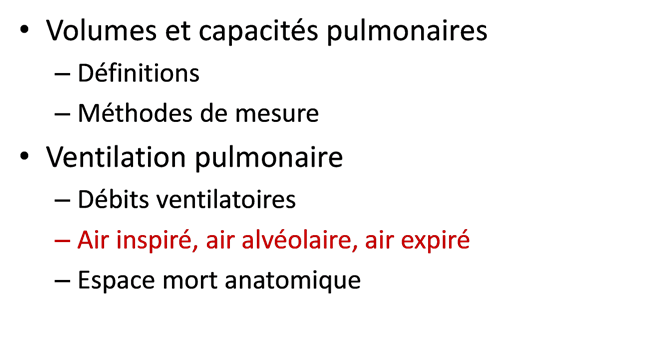 • Volumes et capacités pulmonaires
– Définitions
– Méthodes de mesure
• Ventilation pulmonaire
– Débits ventilatoires
– Air inspiré, air alvéolaire, air expiré
– Espace mort anatomique